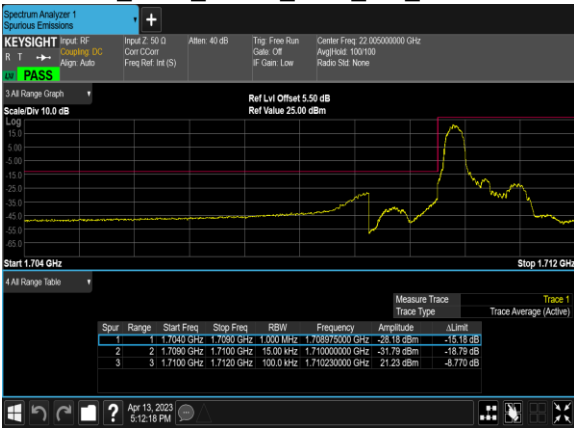 Spectrum Analyzer 1
Spurious Emissions
KEYSIGHT Input: RF Input Z: 50 Ω Atten: 40 dB Trig: Free Run Center Freq: 22.005000000 GHz
R T Coupling: DC Corr CCorr Gate: Off Avg|Hold: 100/100
Align: Auto Freq Ref: Int (S) IF Gain: Low Radio Std: None
PASS
3 All Range Graph
Ref Lvl Offset 5.50 dB
Scale/Div 10.0 dB Ref Value 25.00 dBm
Log
15.0
5.00
-5.00
-15.0
-25.0
-35.0
-45.0
-55.0
-65.0
Start 1.704 GHz Stop 1.712 GHz
4 All Range Table
Measure Trace Trace 1
Trace Type Trace Average (Active)
Spur Range Start Freq Stop Freq RBW Frequency Amplitude ΔLimit
1 1 1.7040 GHz 1.7090 GHz 1.000 MHz 1.708975000 GHz -28.18 dBm -15.18 dB
2 2 1.7090 GHz 1.7100 GHz 15.00 kHz 1.710000000 GHz -31.79 dBm -18.79 dB
3 3 1.7100 GHz 1.7120 GHz 100.0 kHz 1.710230000 GHz 21.23 dBm -8.770 dB
? Apr 13, 2023
5:12:18 PM